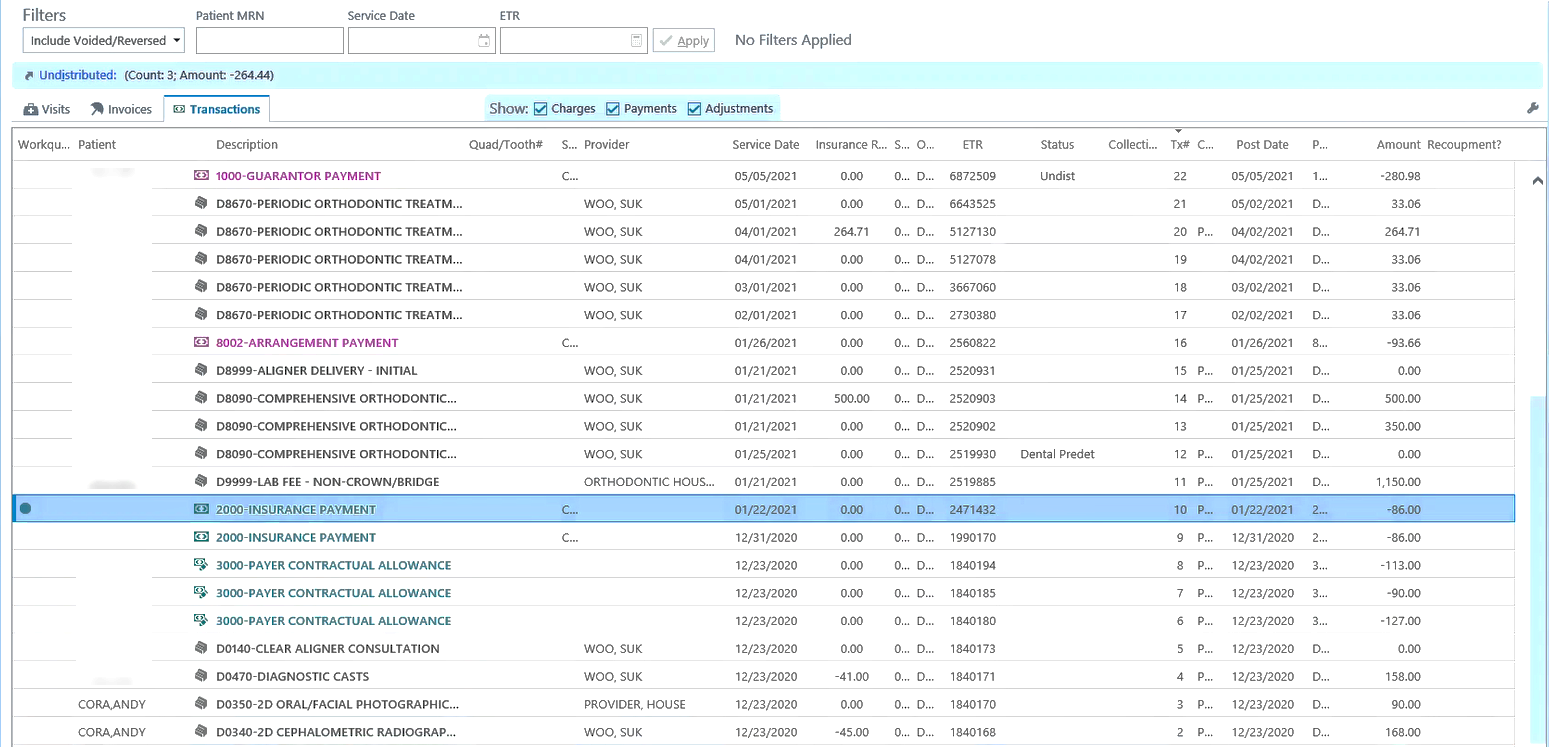 Filters Patient MRN Service Date ETR
Include Voided/Reversed Apply No Filters Applied
Undistributed: (Count: 3; Amount: -264.44)
Visits Invoices Transactions Show: Charges Payments Adjustments
Workqu... Patient Description Quad/Tooth# S... Provider Service Date Insurance R... S... O... ETR Status Collecti... Tx# C... Post Date P... Amount Recoupment?
1000-GUARANTOR PAYMENT C... 05/05/2021 0.00 0... D... 6872509 Undist 22 05/05/2021 1... -280.98
D8670-PERIODIC ORTHODONTIC TREATM... WOO, SUK 05/01/2021 0.00 0... D... 6643525 21 05/02/2021 D... 33.06
D8670-PERIODIC ORTHODONTIC TREATM... WOO, SUK 04/01/2021 264.71 0... D... 5127130 20 P... 04/02/2021 D... 264.71
D8670-PERIODIC ORTHODONTIC TREATM... WOO, SUK 04/01/2021 0.00 0... D... 5127078 19 04/02/2021 D... 33.06
D8670-PERIODIC ORTHODONTIC TREATM... WOO, SUK 03/01/2021 0.00 0... D... 3667060 18 03/02/2021 D... 33.06
D8670-PERIODIC ORTHODONTIC TREATM... WOO, SUK 02/01/2021 0.00 0... D... 2730380 17 02/02/2021 D... 33.06
8002-ARRANGEMENT PAYMENT C... 01/26/2021 0.00 0... D... 2560822 16 01/26/2021 8... -93.66
D8999-ALIGNER DELIVERY - INITIAL WOO, SUK 01/21/2021 0.00 0... D... 2520931 15 P... 01/25/2021 D... 0.00
D8090-COMPREHENSIVE ORTHODONTIC... WOO, SUK 01/21/2021 500.00 0... D... 2520903 14 P... 01/25/2021 D... 500.00
D8090-COMPREHENSIVE ORTHODONTIC... WOO, SUK 01/21/2021 0.00 0... D... 2520902 13 01/25/2021 D... 350.00
D8090-COMPREHENSIVE ORTHODONTIC... WOO, SUK 01/25/2021 0.00 0... D... 2519930 Dental Predet 12 P... 01/25/2021 D... 0.00
D9999-LAB FEE - NON-CROWN/BRIDGE ORTHODONTIC HOUS... 01/21/2021 0.00 0... D... 2519885 11 P... 01/25/2021 D... 1,150.00
2000-INSURANCE PAYMENT C... 01/22/2021 0.00 0... D... 2471432 10 P... 01/22/2021 2... -86.00
2000-INSURANCE PAYMENT C... 12/31/2020 0.00 0... D... 1990170 9 P... 12/31/2020 2... -86.00
3000-PAYER CONTRACTUAL ALLOWANCE 12/23/2020 0.00 0... D... 1840194 8 P... 12/23/2020 3... -113.00
3000-PAYER CONTRACTUAL ALLOWANCE 12/23/2020 0.00 0... D... 1840185 7 P... 12/23/2020 3... -90.00
3000-PAYER CONTRACTUAL ALLOWANCE 12/23/2020 0.00 0... D... 1840180 6 P... 12/23/2020 3... -127.00
D0140-CLEAR ALIGNER CONSULTATION WOO, SUK 12/23/2020 0.00 0... D... 1840173 5 P... 12/23/2020 D... 0.00
D0470-DIAGNOSTIC CASTS WOO, SUK 12/23/2020 -41.00 0... D... 1840171 4 P... 12/23/2020 D... 158.00
CORA,ANDY D0350-2D ORAL/FACIAL PHOTOGRAPHIC... PROVIDER, HOUSE 12/23/2020 0.00 0... D... 1840170 3 P... 12/23/2020 D... 90.00
CORA,ANDY D0340-2D CEPHALOMETRIC RADIOGRAP... WOO, SUK 12/23/2020 -45.00 0... D... 1840168 2 P... 12/23/2020 D... 168.00